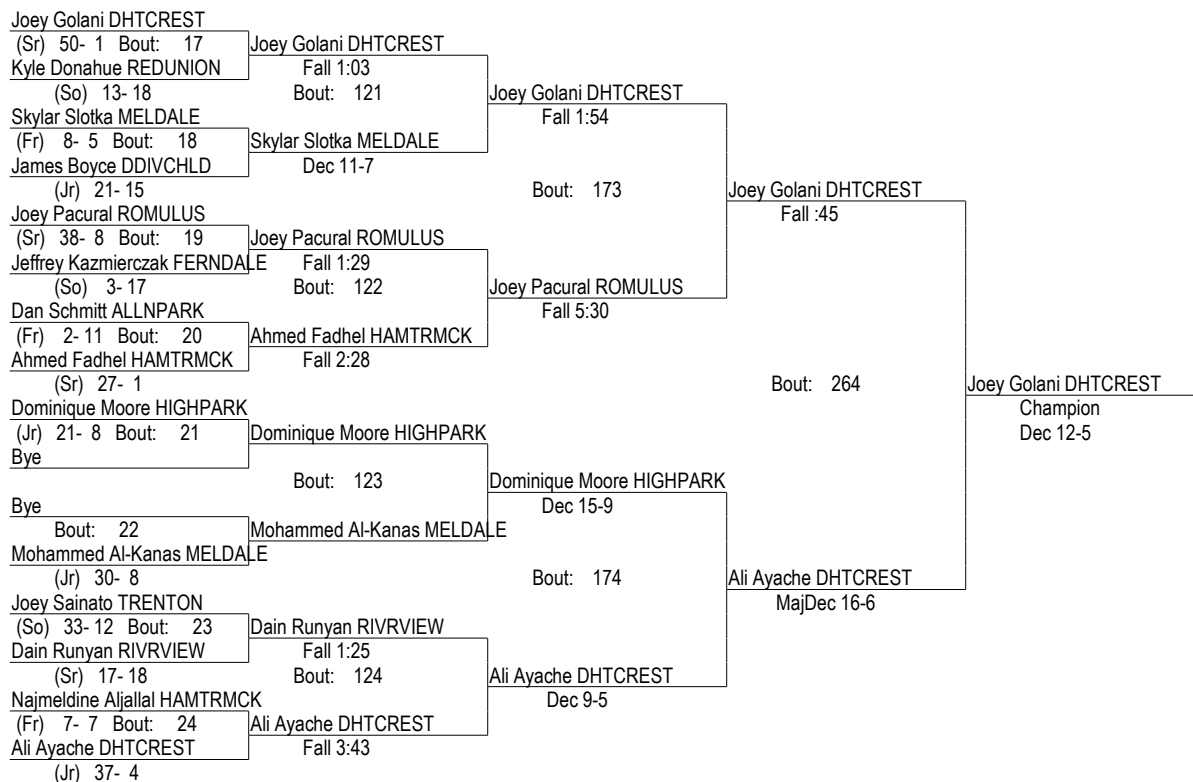 Joey Golani DHTCREST
(Sr) 50- 1 Bout: 17 Joey Golani DHTCREST
Kyle Donahue REDUNION Fall 1:03
(So) 13- 18 Bout: 121 Joey Golani DHTCREST
Skylar Slotka MELDALE Fall 1:54
(Fr) 8- 5 Bout: 18 Skylar Slotka MELDALE
James Boyce DDIVCHLD Dec 11-7
(Jr) 21- 15 Bout: 173 Joey Golani DHTCREST
Joey Pacural ROMULUS Fall :45
(Sr) 38- 8 Bout: 19 Joey Pacural ROMULUS
Jeffrey Kazmierczak FERNDALE Fall 1:29
(So) 3- 17 Bout: 122 Joey Pacural ROMULUS
Dan Schmitt ALLNPARK Fall 5:30
(Fr) 2- 11 Bout: 20 Ahmed Fadhel HAMTRMCK
Ahmed Fadhel HAMTRMCK Fall 2:28
(Sr) 27- 1 Bout: 264 Joey Golani DHTCREST
Dominique Moore HIGHPARK Champion
(Jr) 21- 8 Bout: 21 Dominique Moore HIGHPARK Dec 12-5
Bye
Bout: 123 Dominique Moore HIGHPARK
Bye Dec 15-9
Bout: 22 Mohammed Al-Kanas MELDALE
Mohammed Al-Kanas MELDALE
(Jr) 30- 8 Bout: 174 Ali Ayache DHTCREST
Joey Sainato TRENTON MajDec 16-6
(So) 33- 12 Bout: 23 Dain Runyan RIVRVIEW
Dain Runyan RIVRVIEW Fall 1:25
(Sr) 17- 18 Bout: 124 Ali Ayache DHTCREST
Najmeldine Aljallal HAMTRMCK Dec 9-5
(Fr) 7- 7 Bout: 24 Ali Ayache DHTCREST
Ali Ayache DHTCREST Fall 3:43
(Jr) 37- 4